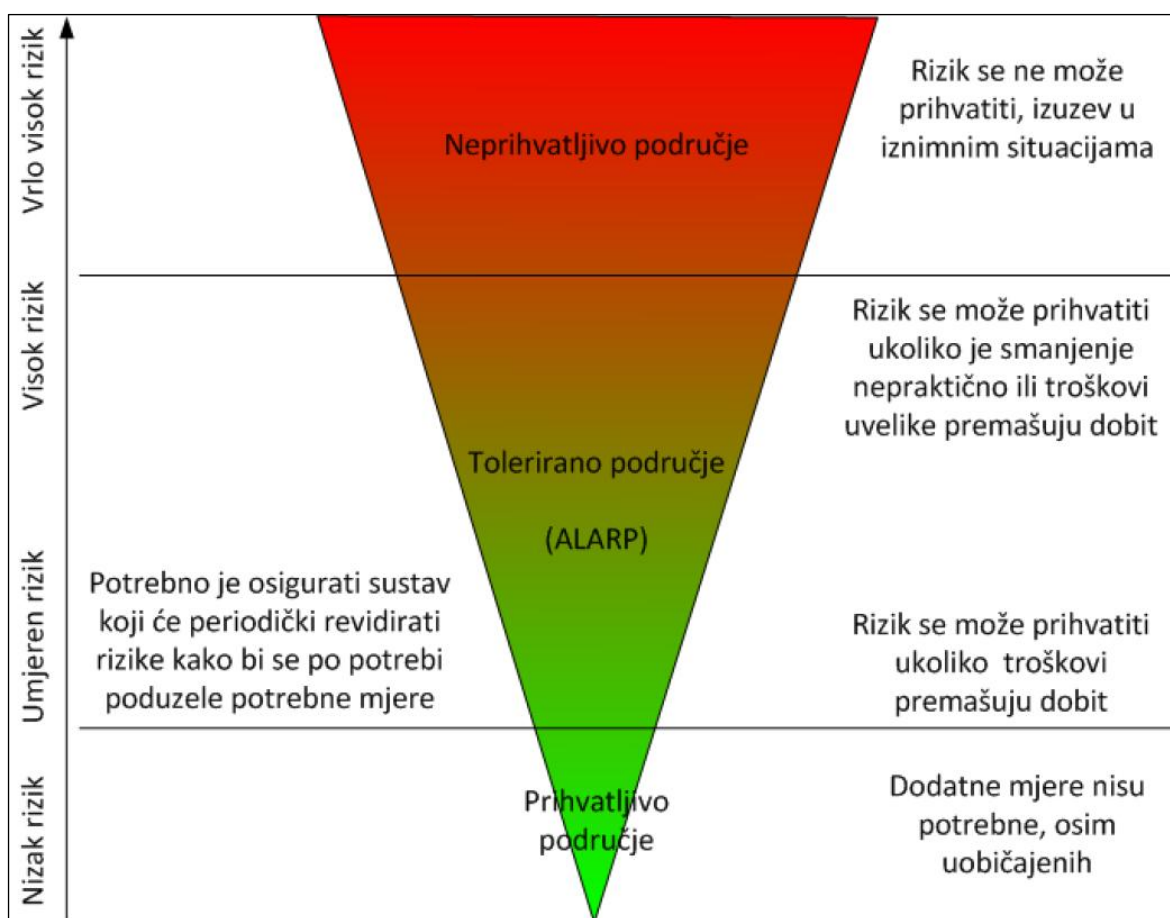 Vrlo visok rizik
Neprihvatljivo područje
Rizik se ne može
prihvatiti, izuzev u
iznimnim situacijama
Visok rizik
Rizik se može prihvatiti
ukoliko je smanjenje
nepraktično ili troškovi
uvelike premašuju dobit
Tolerirano područje
(ALARP)
Umjeren rizik
Potrebno je osigurati sustav
koji će periodički revidirati
rizike kako bi se po potrebi
poduzele potrebne mjere
Rizik se može prihvatiti
ukoliko troškovi
premašuju dobit
Nizak rizik
Prihvatljivo
područje
Dodatne mjere nisu
potrebne, osim
uobičajenih